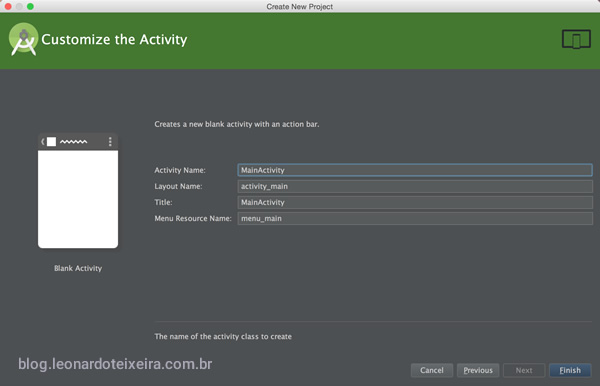 Create New Project
Customize the Activity
Creates a new blank activity with an action bar.
Activity Name: MainActivity
Layout Name: activity_main
Title: MainActivity
Menu Resource Name: menu_main
Blank Activity
The name of the activity class to create
blog.leonardoteixeira.com.br
Cancel Previous Next Finish